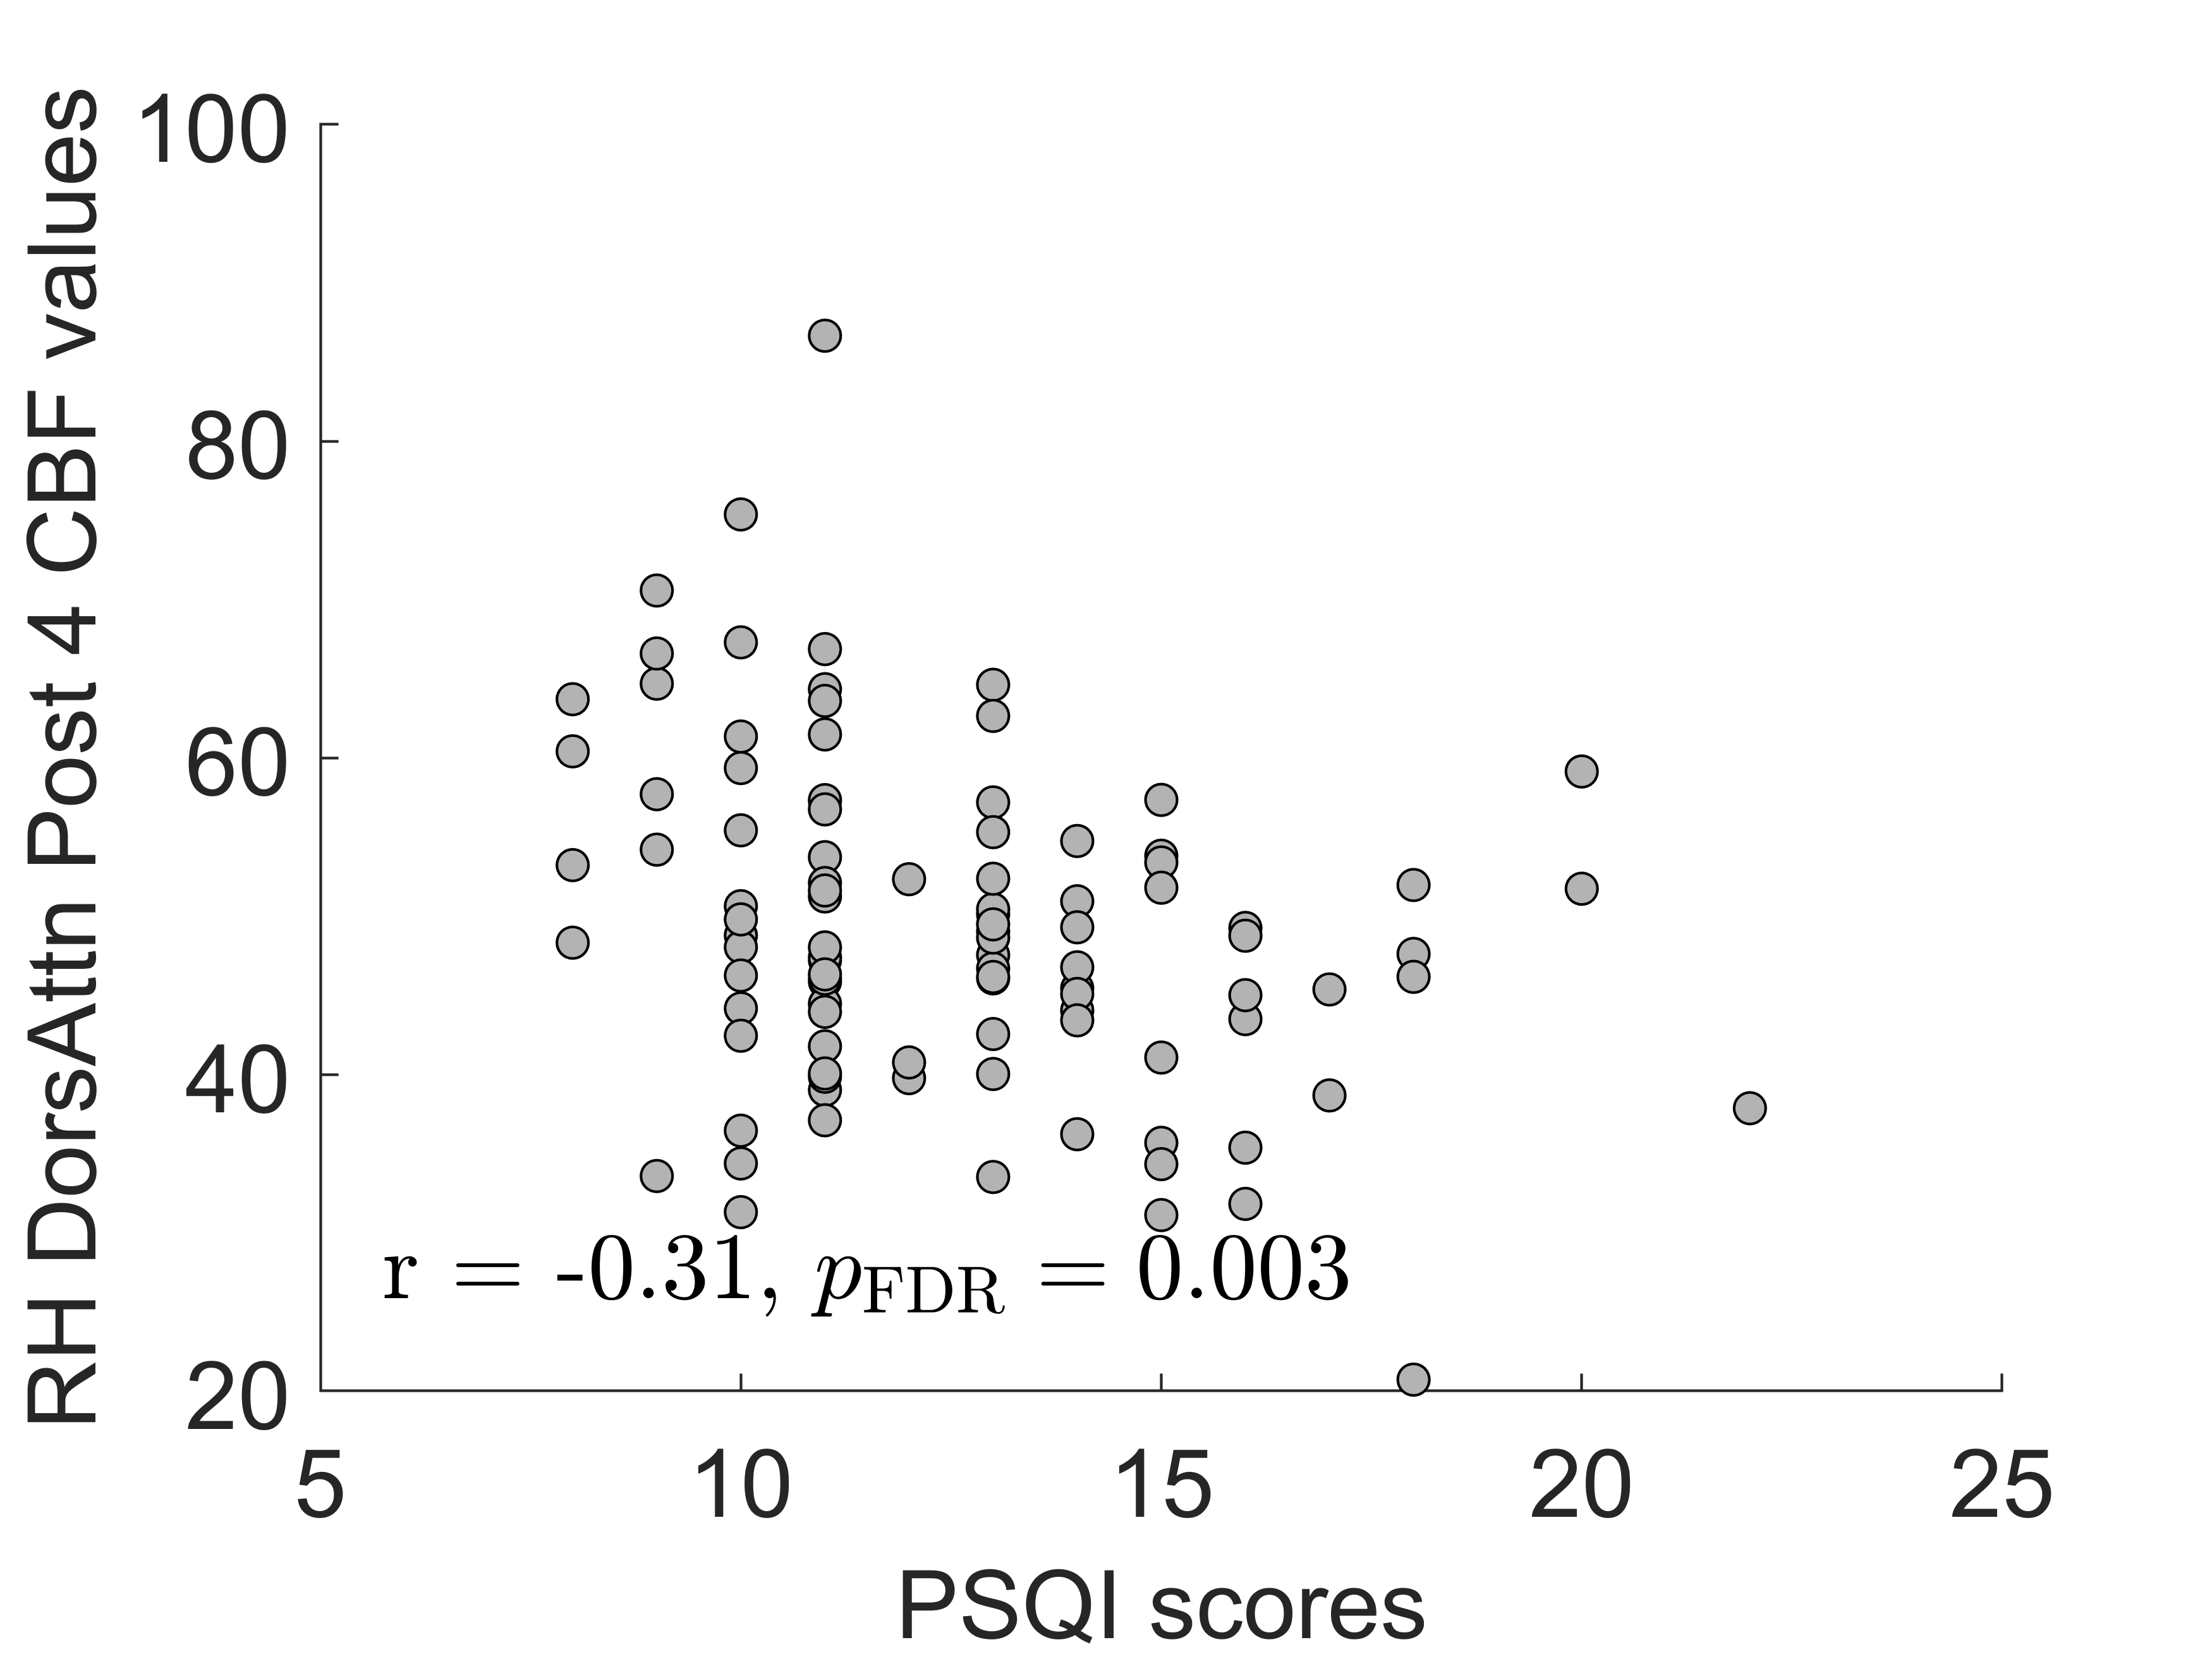 RH DorsAttn Post 4 CBF values
100
80
60
40
20
r = -0.31, pFDR = 0.003
5 10 15 20 25
PSQI scores